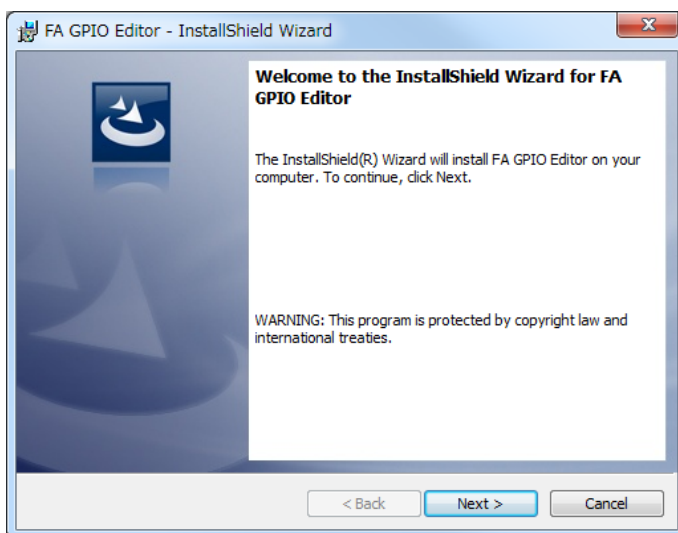 FA GPIO Editor - InstallShield Wizard
Welcome to the InstallShield Wizard for FA
GPIO Editor
The InstallShield(R) Wizard will install FA GPIO Editor on your
computer. To continue, click Next.
WARNING: This program is protected by copyright law and
international treaties.
< Back Next > Cancel